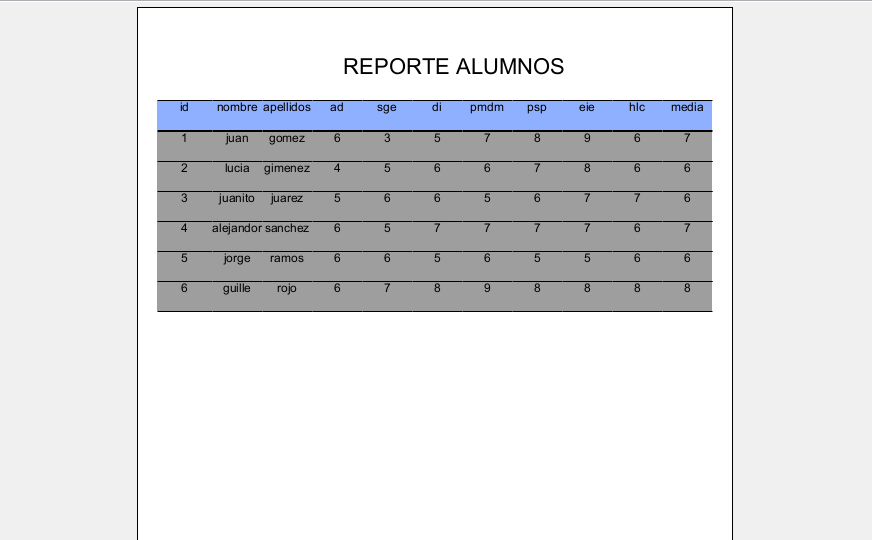 REPORTE ALUMNOS
id nombre apellidos ad sge di pmdm psp eie hlc media
1 juan gomez 6 3 5 7 8 9 6 7
2 lucia gimenez 4 5 6 6 7 8 6 6
3 juanito juarez 5 6 6 5 6 7 7 6
4 alejandor sanchez 6 5 7 7 7 7 6 7
5 jorge ramos 6 6 5 6 5 5 6 6
6 guille rojo 6 7 8 9 8 8 8 8